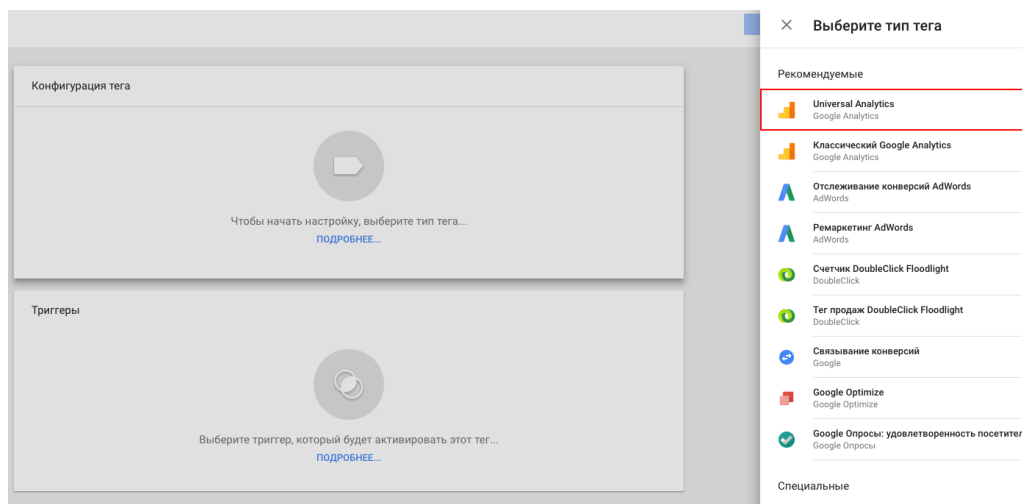 Выберите тип тега
Конфигурация тега
Чтобы начать настройку, выберите тип тега...
ПОДРОБНЕЕ...
Триггеры
Выберите триггер, который будет активировать этот тег...
ПОДРОБНЕЕ...
Рекомендуемые
Universal Analytics
Google Analytics
Классический Google Analytics
Google Analytics
Отслеживание конверсий AdWords
AdWords
Ремаркетинг AdWords
AdWords
Счетчик DoubleClick Floodlight
DoubleClick
Тег продаж DoubleClick Floodlight
DoubleClick
Связывание конверсий
Google
Google Optimize
Google Optimize
Google Опросы: удовлетворенность посетител
Google Опросы
Специальные